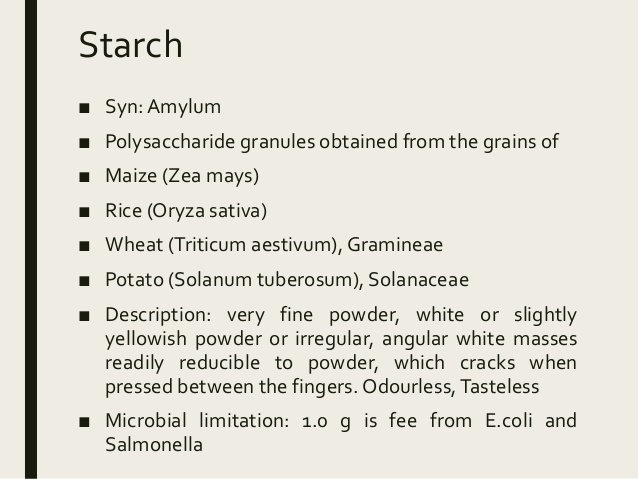 Starch
■ Syn: Amylum
■ Polysaccharide granules obtained from the grains of
■ Maize (Zea mays)
■ Rice (Oryza sativa)
■ Wheat (Triticum aestivum), Gramineae
■ Potato (Solanum tuberosum), Solanaceae
■ Description: very fine powder, white or slightly
yellowish powder or irregular, angular white masses
readily reducible to powder, which cracks when
pressed between the fingers. Odourless, Tasteless
■ Microbial limitation: 1.0 g is fee from E.coli and
Salmonella